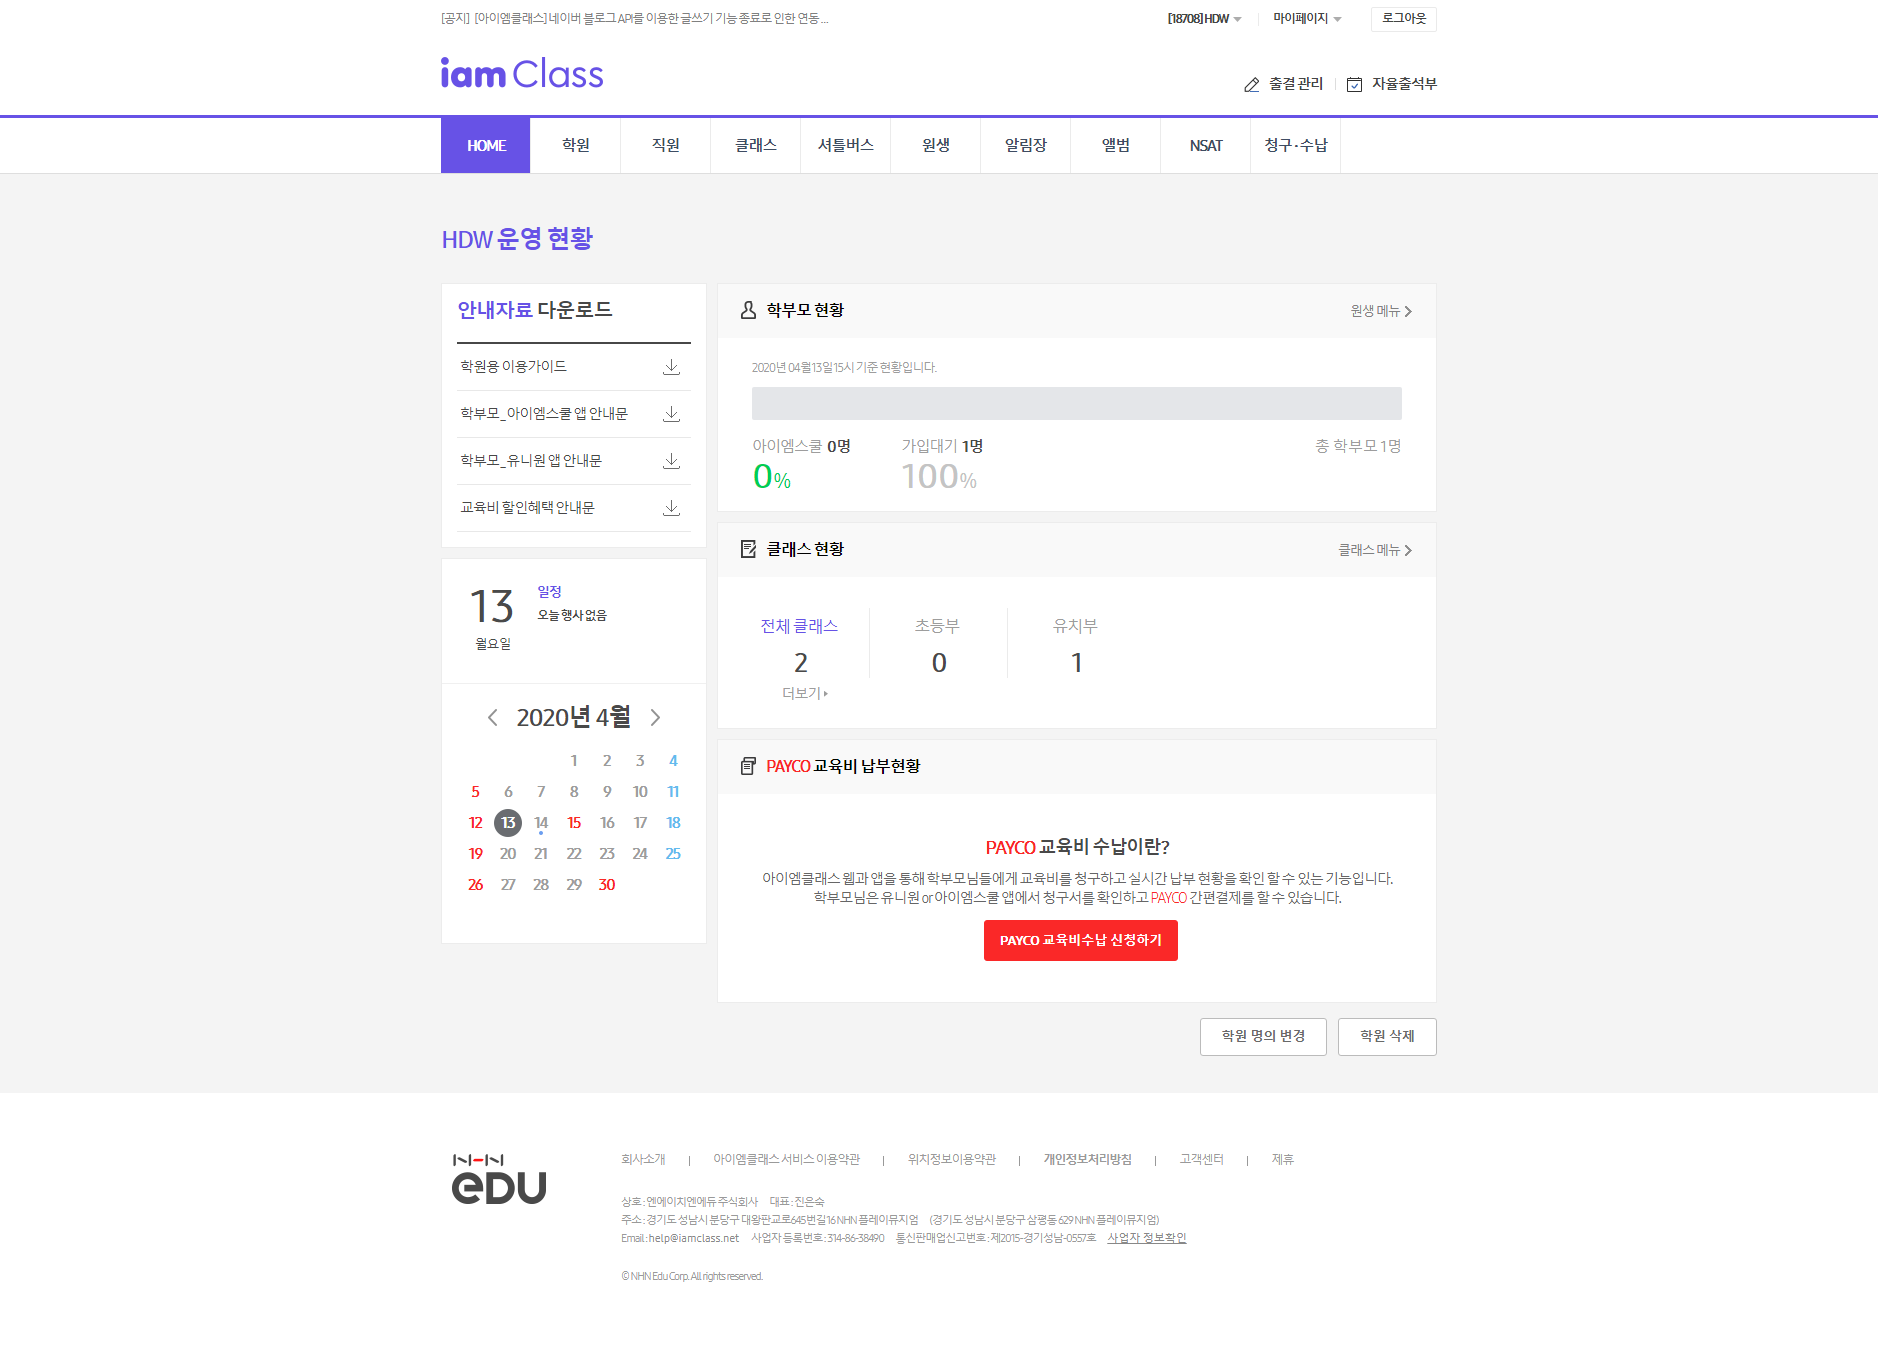 [공지] [아이엠클래스] 네이버 블로그 API를 이용한 글쓰기 기능 종료로 인한 연동 ...
[18708] HDW
마이페이지
로그아웃
iam Class
출결 관리
자율출석부
HOME
학원
직원
클래스
셔틀버스
원생
알림장
앨범
NSAT
청구·수납
HDW 운영 현황
안내자료 다운로드
학원용 이용가이드
학부모_아이엠스쿨 앱 안내문
학부모_유니원 앱 안내문
교육비 할인혜택 안내문
13
월요일
일정
오늘 행사 없음
2020년 4월
1 2 3 4
5 6 7 8 9 10 11
12 13 14 15 16 17 18
19 20 21 22 23 24 25
26 27 28 29 30
학부모 현황
원생 메뉴
2020년 04월 13일 15시 기준 현황입니다.
아이엠스쿨 0명
0%
가입대기 1명
100%
총 학부모 1명
클래스 현황
클래스 메뉴
전체 클래스
2
더보기
초등부
0
유치부
1
PAYCO 교육비 납부현황
PAYCO 교육비 수납이란?
아이엠클래스 웹과 앱을 통해 학부모님들에게 교육비를 청구하고 실시간 납부 현황을 확인 할 수 있는 기능입니다.
학부모님은 유니원 or 아이엠스쿨 앱에서 청구서를 확인하고 PAYCO 간편결제를 할 수 있습니다.
PAYCO 교육비수납 신청하기
학원 명의 변경
학원 삭제
NHN
eDU
회사소개 | 아이엠클래스 서비스 이용약관 | 위치정보이용약관 | 개인정보처리방침 | 고객센터 | 제휴
상호 : 엔에이치엔에듀 주식회사 대표 : 진은숙
주소 : 경기도 성남시 분당구 대왕판교로645번길 16 NHN 플레이뮤지엄 (경기도 성남시 분당구 삼평동 629 NHN 플레이뮤지엄)
Email : help@iamclass.net 사업자 등록번호 : 314-86-38490 통신판매업신고번호 : 제2015-경기성남-0557호 사업자 정보확인
© NHN Edu Corp. All rights reserved.